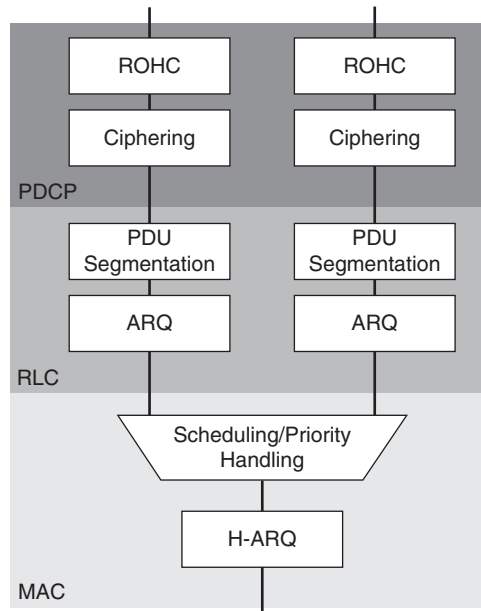 ROHC
ROHC
Ciphering
Ciphering
PDCP
PDU
Segmentation
PDU
Segmentation
ARQ
ARQ
RLC
Scheduling/Priority
Handling
H-ARQ
MAC